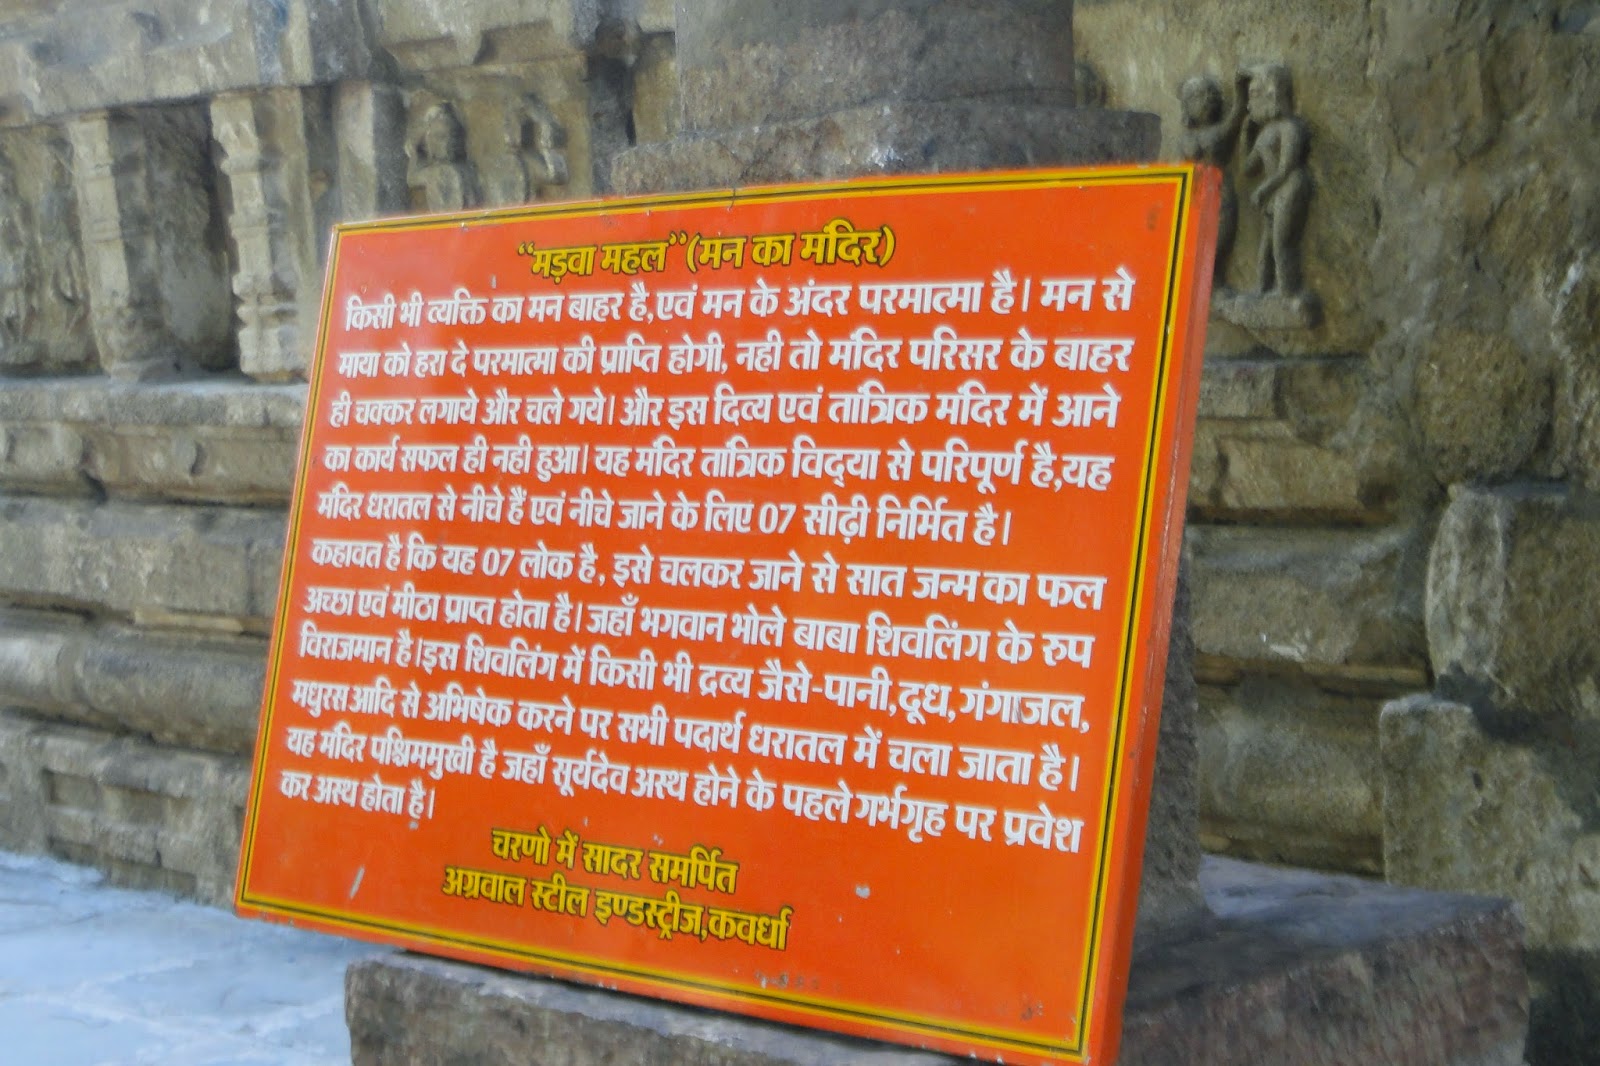 “मड़वा महल” (मन का मंदिर)
किसी भी व्यक्ति का मन बाहर है,एवं मन के अंदर परमात्मा है। मन से
माया को हरा दे परमात्मा की प्राप्ति होगी, नही तो मंदिर परिसर के बाहर
ही चक्कर लगाये और चले गये। और इस दिव्य एवं तांत्रिक मंदिर में आने
का कार्य सफल ही नही हुआ। यह मंदिर तांत्रिक विद्या से परिपूर्ण है,यह
मंदिर धरातल से नीचे हैं एवं नीचे जाने के लिए 07 सीढ़ी निर्मित है।
कहावत है कि यह 07 लोक है, इसे चलकर जाने से सात जन्म का फल
अच्छा एवं मीठा प्राप्त होता है। जहाँ भगवान भोले बाबा शिवलिंग के रुप
विराजमान है।इस शिवलिंग में किसी भी द्रव्य जैसे-पानी,दूध, गंगाजल,
मधुरस आदि से अभिषेक करने पर सभी पदार्थ धरातल में चला जाता है।
यह मंदिर पश्चिममुखी है जहाँ सूर्यदेव अस्थ होने के पहले गर्भगृह पर प्रवेश
कर अस्थ होता है।
चरणो में सादर समर्पित
अग्रवाल स्टील इण्डस्ट्रीज,कवर्धा